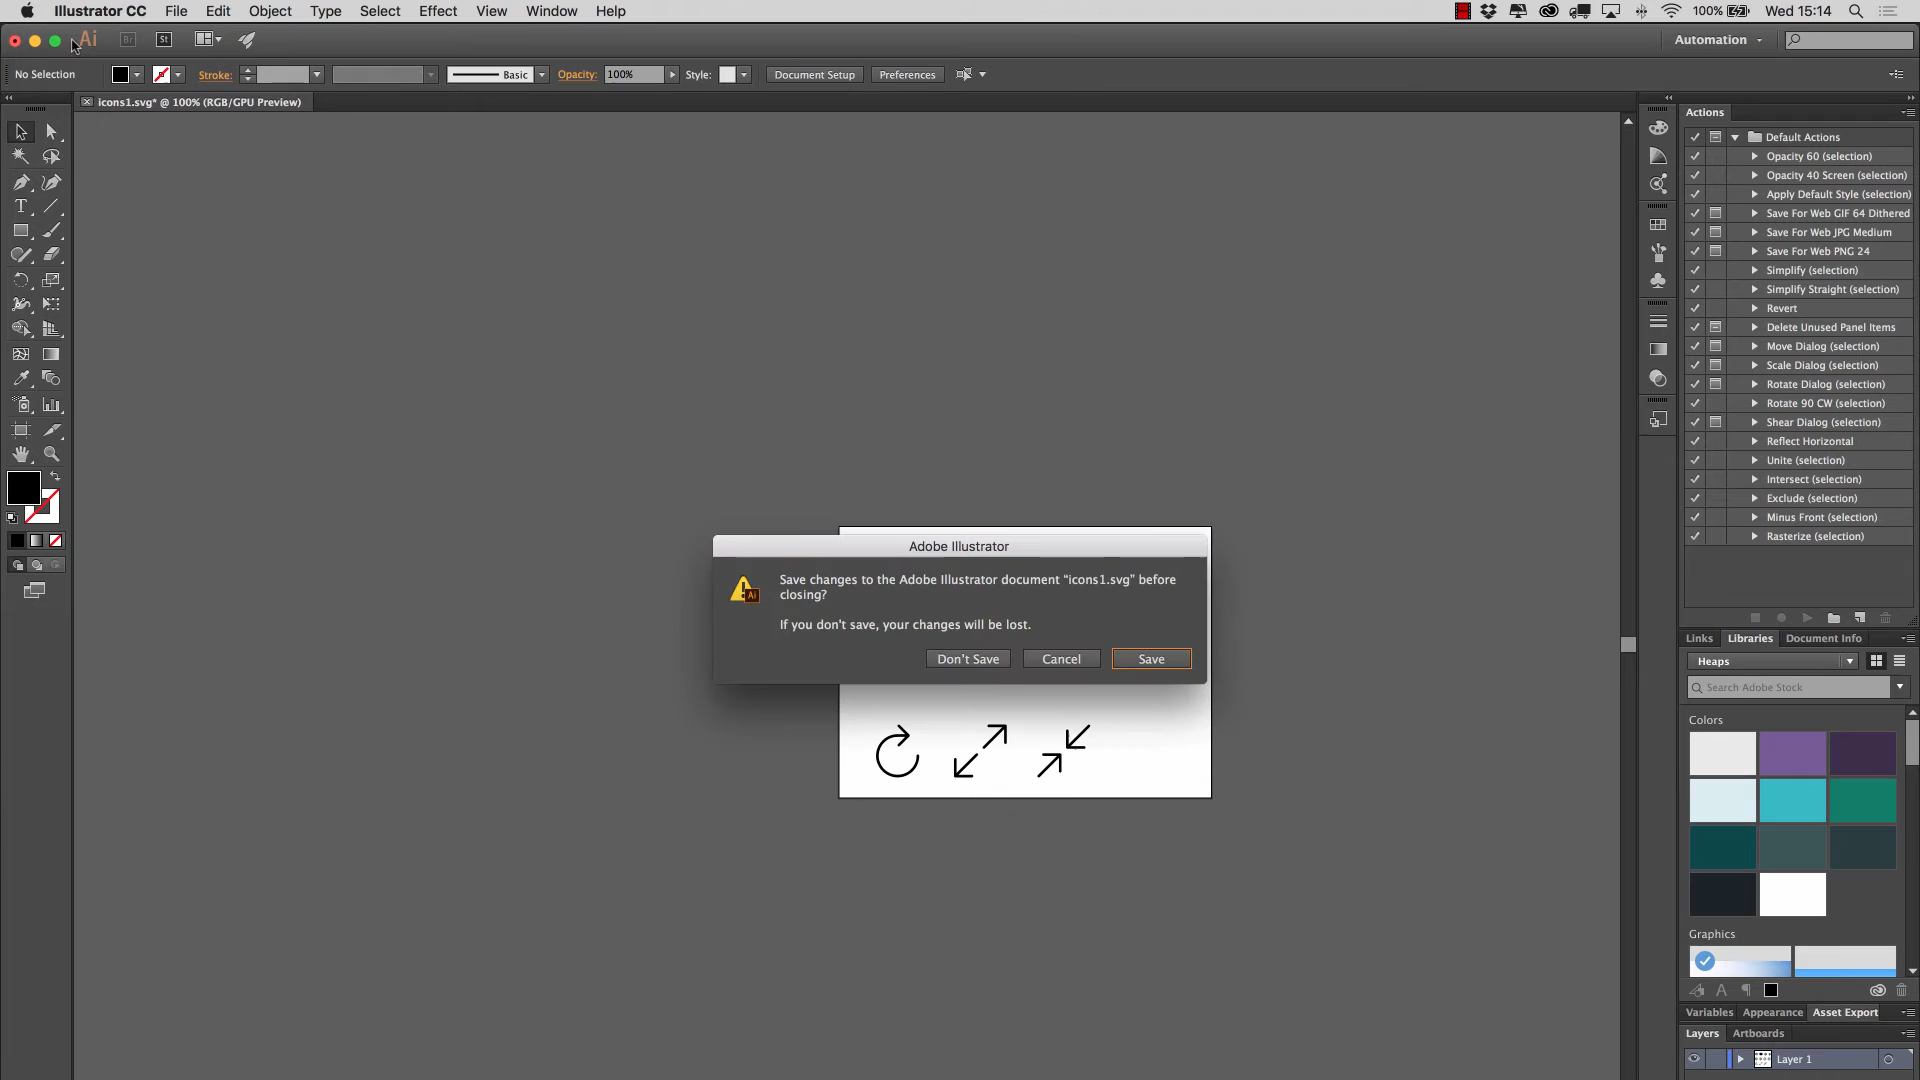 Illustrator CC File Edit Object Type Select Effect View Window Help 100% Wed 15:14
Ai Br St Automation
No Selection Stroke: Basic Opacity: 100% Style: Document Setup Preferences
icons1.svg* @ 100% (RGB/GPU Preview)
Actions
Default Actions
Opacity 60 (selection)
Opacity 40 Screen (selection)
Apply Default Style (selection)
Save For Web GIF 64 Dithered
Save For Web JPG Medium
Save For Web PNG 24
Simplify (selection)
Simplify Straight (selection)
Revert
Delete Unused Panel Items
Move Dialog (selection)
Scale Dialog (selection)
Rotate Dialog (selection)
Rotate 90 CW (selection)
Shear Dialog (selection)
Reflect Horizontal
Unite (selection)
Intersect (selection)
Exclude (selection)
Minus Front (selection)
Rasterize (selection)
Adobe Illustrator
Save changes to the Adobe Illustrator document “icons1.svg” before
closing?
If you don't save, your changes will be lost.
Ai
Don't Save Cancel Save
Links Libraries Document Info
Heaps
Search Adobe Stock
Colors
Graphics
Variables Appearance Asset Export
Layers Artboards
Layer 1